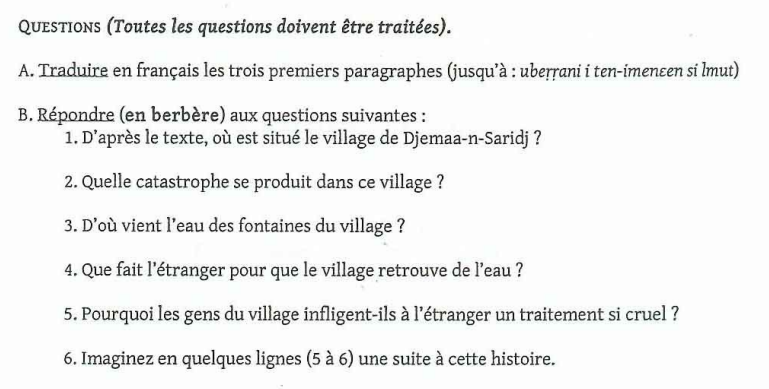 QUESTIONS (Toutes les questions doivent être traitées).
A. Traduire en français les trois premiers paragraphes (jusqu'à : uberṛani i ten-imenɛen si lmut)
B. Répondre (en berbère) aux questions suivantes :
1. D'après le texte, où est situé le village de Djemaa-n-Saridj ?
2. Quelle catastrophe se produit dans ce village ?
3. D'où vient l'eau des fontaines du village ?
4. Que fait l'étranger pour que le village retrouve de l'eau ?
5. Pourquoi les gens du village infligent-ils à l'étranger un traitement si cruel ?
6. Imaginez en quelques lignes (5 à 6) une suite à cette histoire.